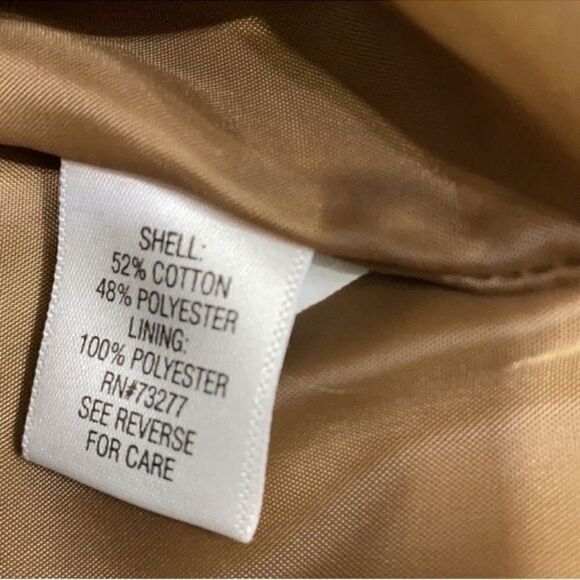 SHELL:
52% COTTON
48% POLYESTER
LINING:
100% POLYESTER
RN#73277
SEE REVERSE
FOR CARE